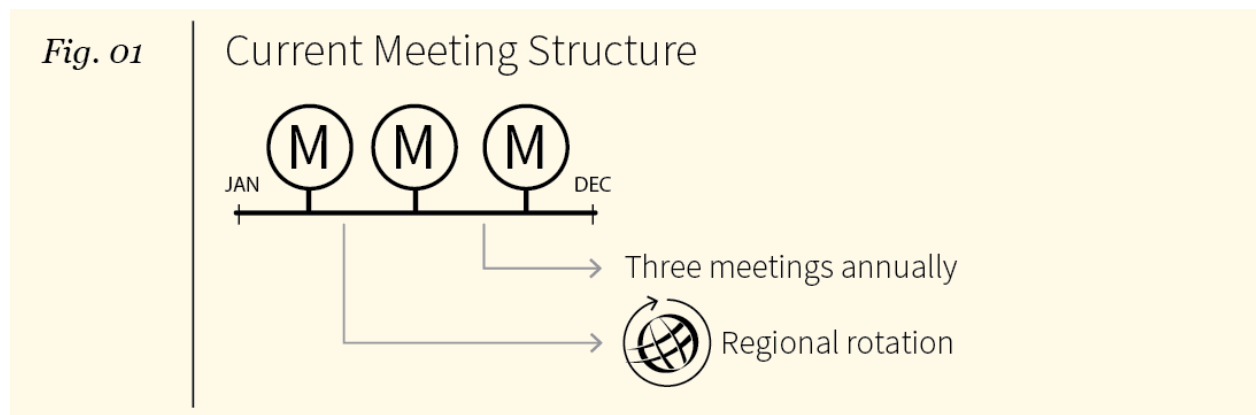 Fig. 01
Current Meeting Structure
M M M
JAN DEC
Three meetings annually
Regional rotation